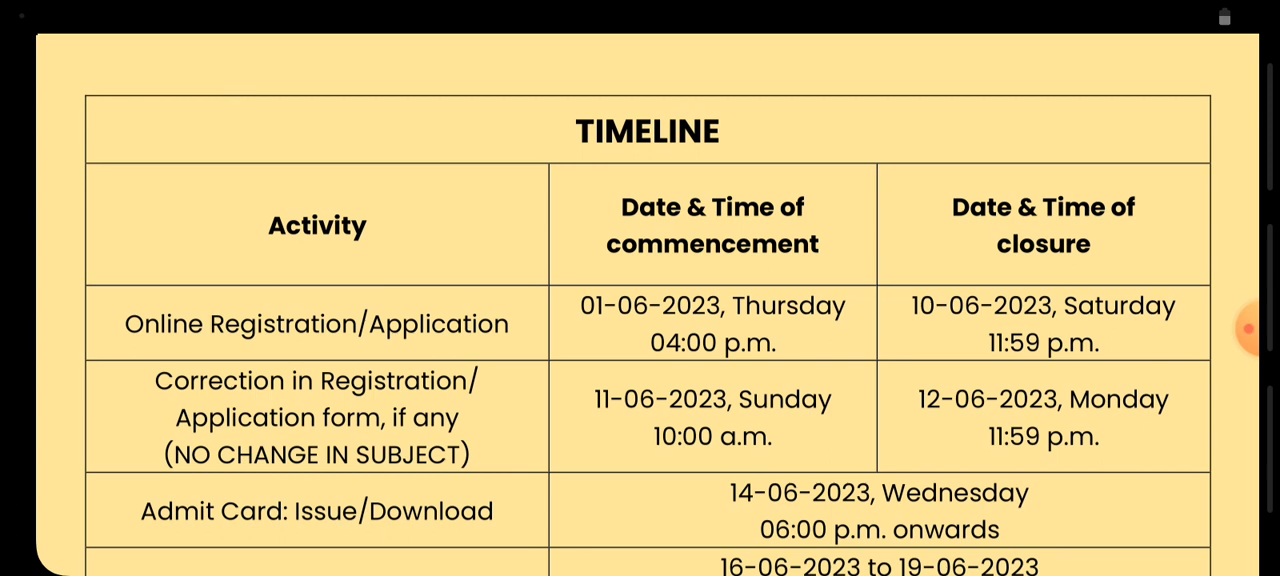 TIMELINE
Activity
Date & Time of
commencement
Date & Time of
closure
Online Registration/Application
01-06-2023, Thursday
04:00 p.m.
10-06-2023, Saturday
11:59 p.m.
Correction in Registration/
Application form, if any
(NO CHANGE IN SUBJECT)
11-06-2023, Sunday
10:00 a.m.
12-06-2023, Monday
11:59 p.m.
Admit Card: Issue/Download
14-06-2023, Wednesday
06:00 p.m. onwards
16-06-2023 to 19-06-2023